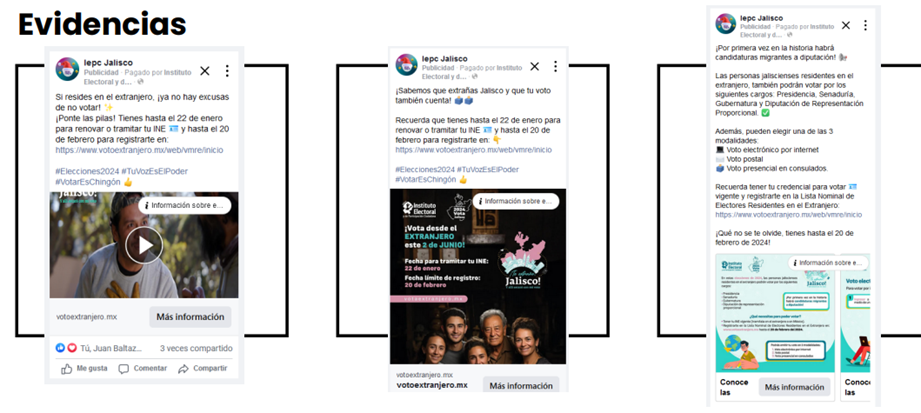 Evidencias
Iepc Jalisco
Publicidad · Pagado por Instituto
Electoral y d... ·
Si resides en el extranjero, ¡ya no hay excusas
de no votar! ✨
¡Ponte las pilas! Tienes hasta el 22 de enero
para renovar o tramitar tu INE 🪪 y hasta el 20
de febrero para registrarte en:
https://www.votoextranjero.mx/web/vmre/inicio
#Elecciones2024 #TuVozEsElPoder
#VotarEsChingón 👍
Jalisco!
Información sobre e...
votoextranjero.mx
Más información
Tú, Juan Baltaz...
3 veces compartido
Me gusta
Comentar
Compartir
Iepc Jalisco
Publicidad · Pagado por Instituto
Electoral y d... ·
¡Sabemos que extrañas Jalisco y que tu voto
también cuenta! 🗳️🗳️
Recuerda que tienes hasta el 22 de enero para
renovar o tramitar tu INE 🪪 y hasta el 20 de
febrero para registrarte en: 👇
https://www.votoextranjero.mx/web/vmre/inicio
#Elecciones2024 #TuVozEsElPoder
#VotarEsChingón 👍
Información sobre e...
Instituto
Electoral
2024
Vota
¡Vota desde el
EXTRANJERO
este 2 de JUNIO!
Fecha para tramitar tu INE:
22 de enero
Fecha límite de registro:
20 de febrero
votoextranjero.mx
Jalisco!
votoextranjero.mx
votoextranjero.mx
Más información
Iepc Jalisco
Publicidad · Pagado por Instituto
Electoral y d... ·
¡Por primera vez en la historia habrá
candidaturas migrantes a diputación!
Las personas jaliscienses residentes en el
extranjero, también podrán votar por los
siguientes cargos: Presidencia, Senaduría,
Gubernatura y Diputación de Representación
Proporcional. ✅
Además, pueden elegir una de las 3
modalidades:
💻 Voto electrónico por internet
✉️ Voto postal
🗳️ Voto presencial en consulados.
Recuerda tener tu credencial para votar 🪪
vigente y registrarte en la Lista Nominal de
Electores Residentes en el Extranjero:
https://www.votoextranjero.mx/web/vmre/inicio
¡Qué no se te olvide, tienes hasta el 20 de
febrero de 2024!
Información sobre e...
Conoce
las
Más información
Cono
las